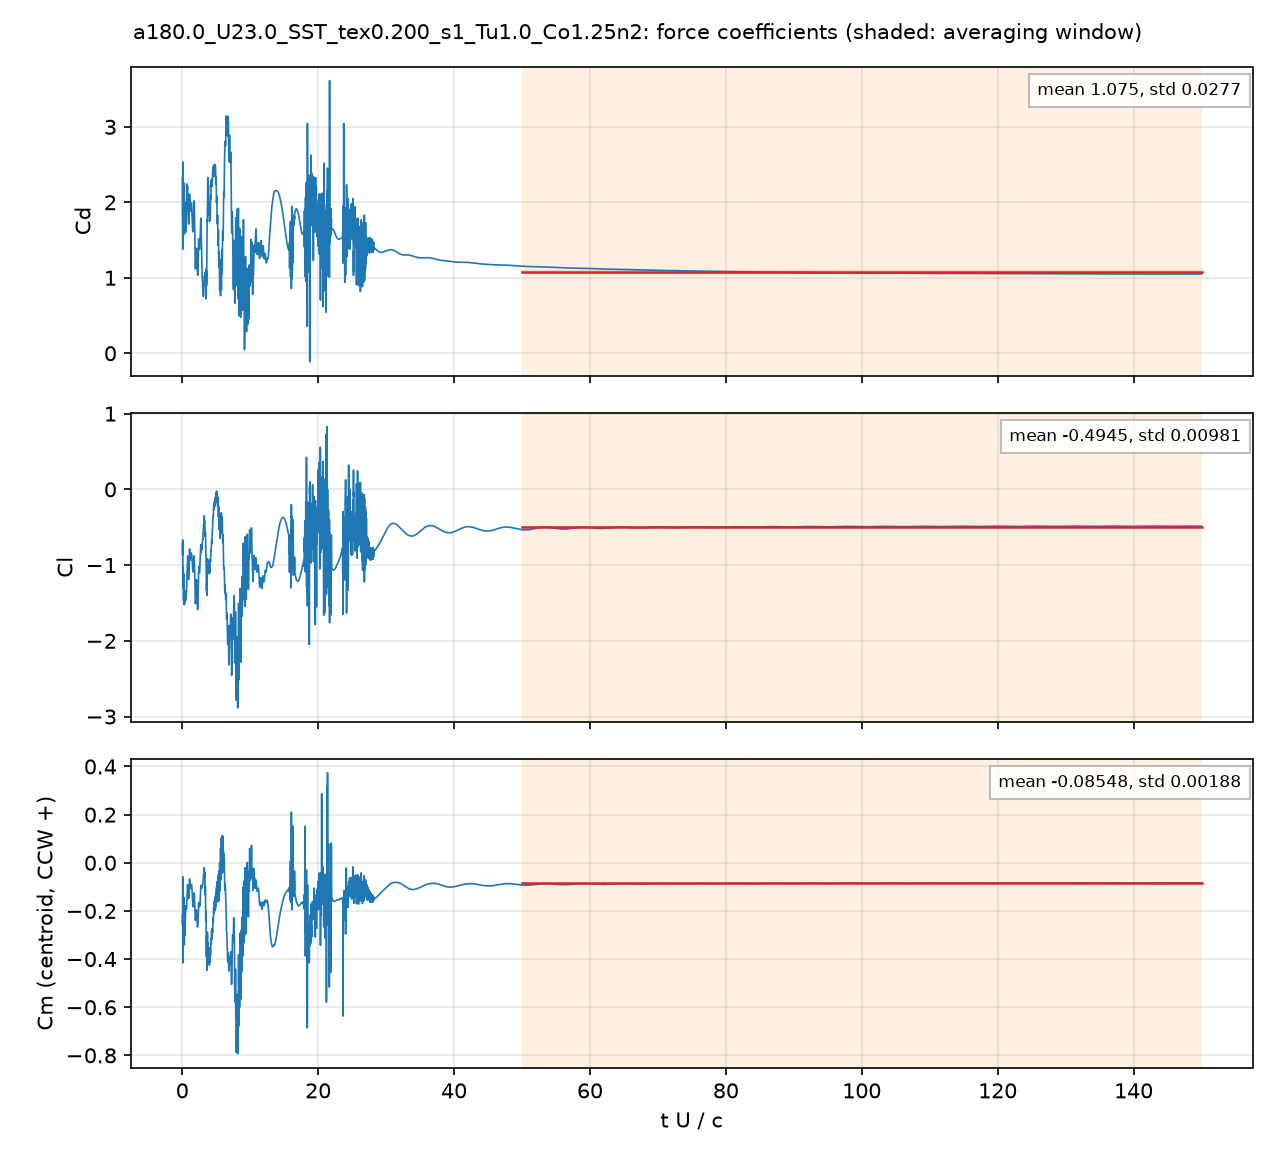 a180.0_U23.0_SST_tex0.200_s1_Tu1.0_Co1.25n2: force coefficients (shaded: averaging window)
mean 1.075, std 0.0277
3
2
1
0
Cd
mean -0.4945, std 0.00981
1
0
−1
−2
−3
Cl
mean -0.08548, std 0.00188
0.4
0.2
0.0
−0.2
−0.4
−0.6
−0.8
Cm (centroid, CCW +)
0 20 40 60 80 100 120 140
t U / c